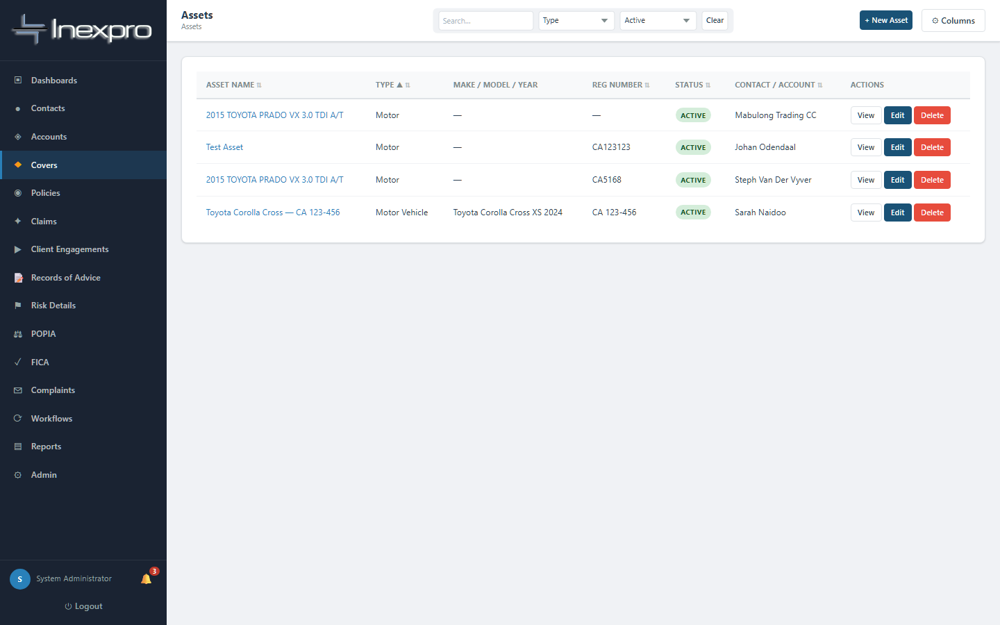 Inexpro
Assets
Assets
Search...
Type
Active
Clear
+ New Asset
Columns
Dashboards
Contacts
Accounts
Covers
Policies
Claims
Client Engagements
Records of Advice
Risk Details
POPIA
FICA
Complaints
Workflows
Reports
Admin
ASSET NAME TYPE ▲ MAKE / MODEL / YEAR REG NUMBER STATUS CONTACT / ACCOUNT ACTIONS
2015 TOYOTA PRADO VX 3.0 TDI A/T Motor — — ACTIVE Mabulong Trading CC View Edit Delete
Test Asset Motor — CA123123 ACTIVE Johan Odendaal View Edit Delete
2015 TOYOTA PRADO VX 3.0 TDI A/T Motor — CA5168 ACTIVE Steph Van Der Vyver View Edit Delete
Toyota Corolla Cross — CA 123-456 Motor Vehicle Toyota Corolla Cross XS 2024 CA 123-456 ACTIVE Sarah Naidoo View Edit Delete
S System Administrator 3
Logout